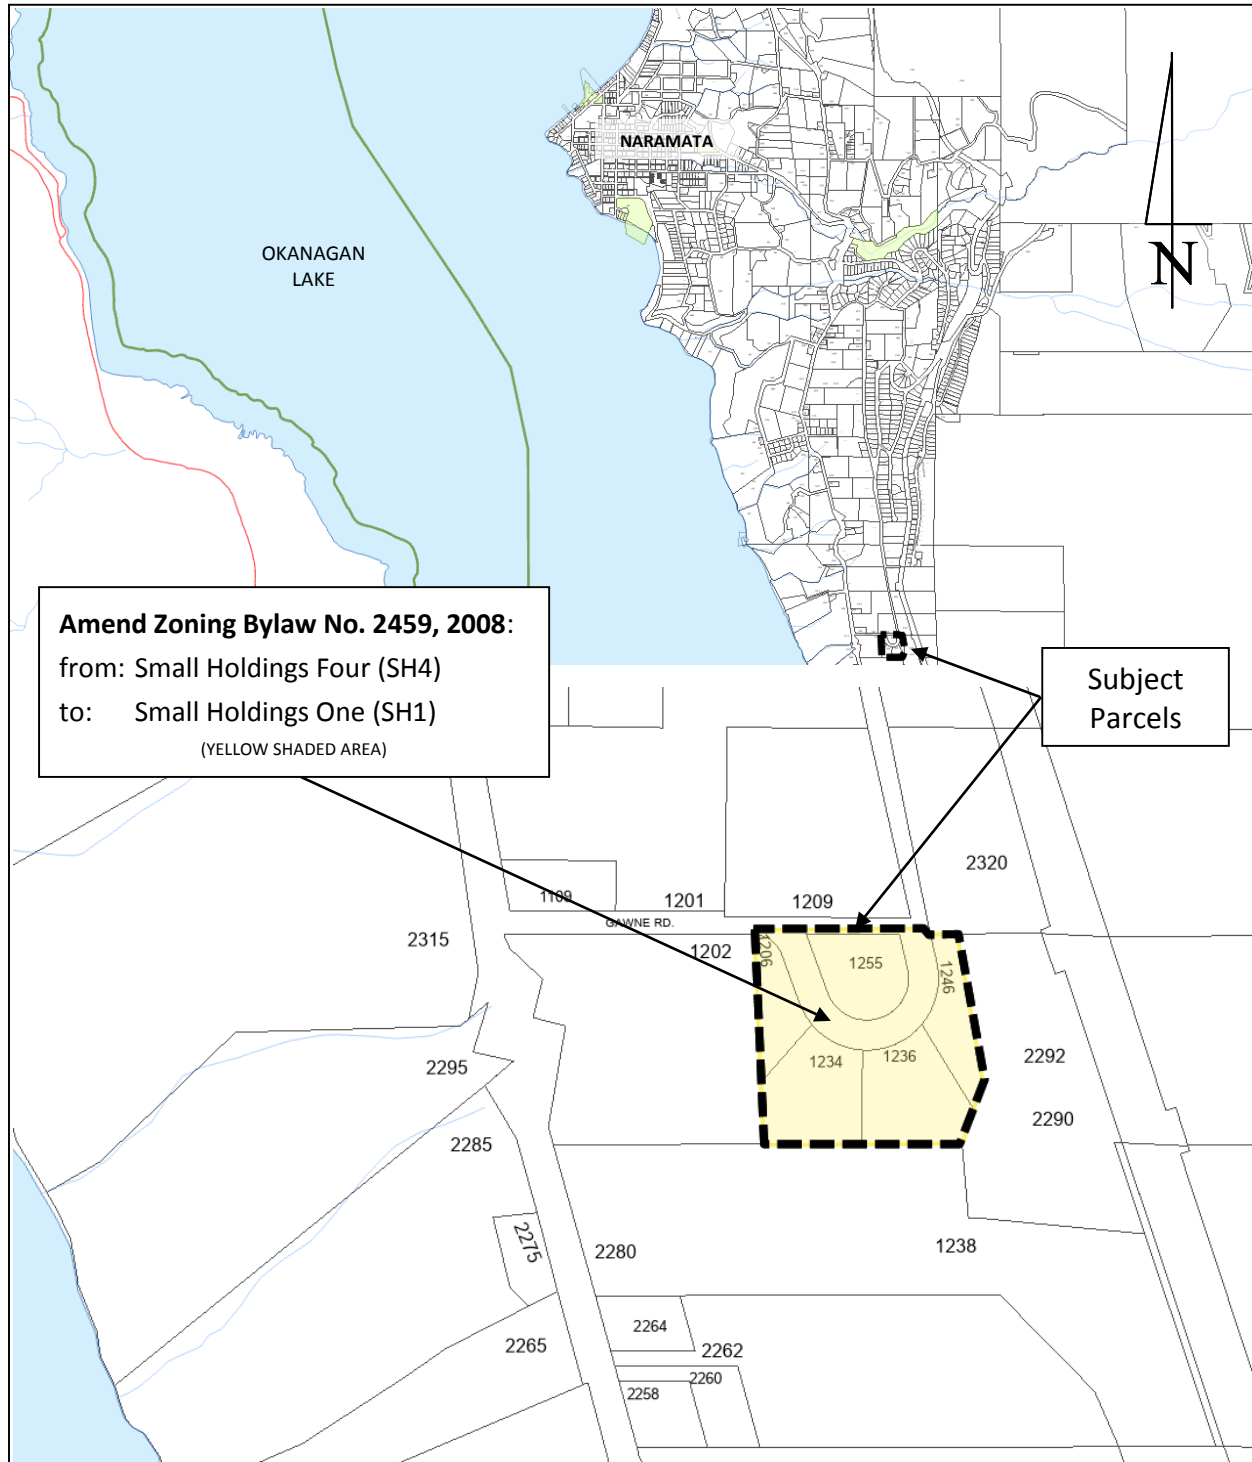 NARAMATA
OKANAGAN
LAKE
N
Amend Zoning Bylaw No. 2459, 2008:
from: Small Holdings Four (SH4)
to: Small Holdings One (SH1)
(YELLOW SHADED AREA)
Subject
Parcels
2320
1109
1201
1209
GAWNE RD.
2315
1202
1206
1255
1246
1234
1236
2292
2295
2290
2285
2275
2280
1238
2264
2265
2262
2260
2258